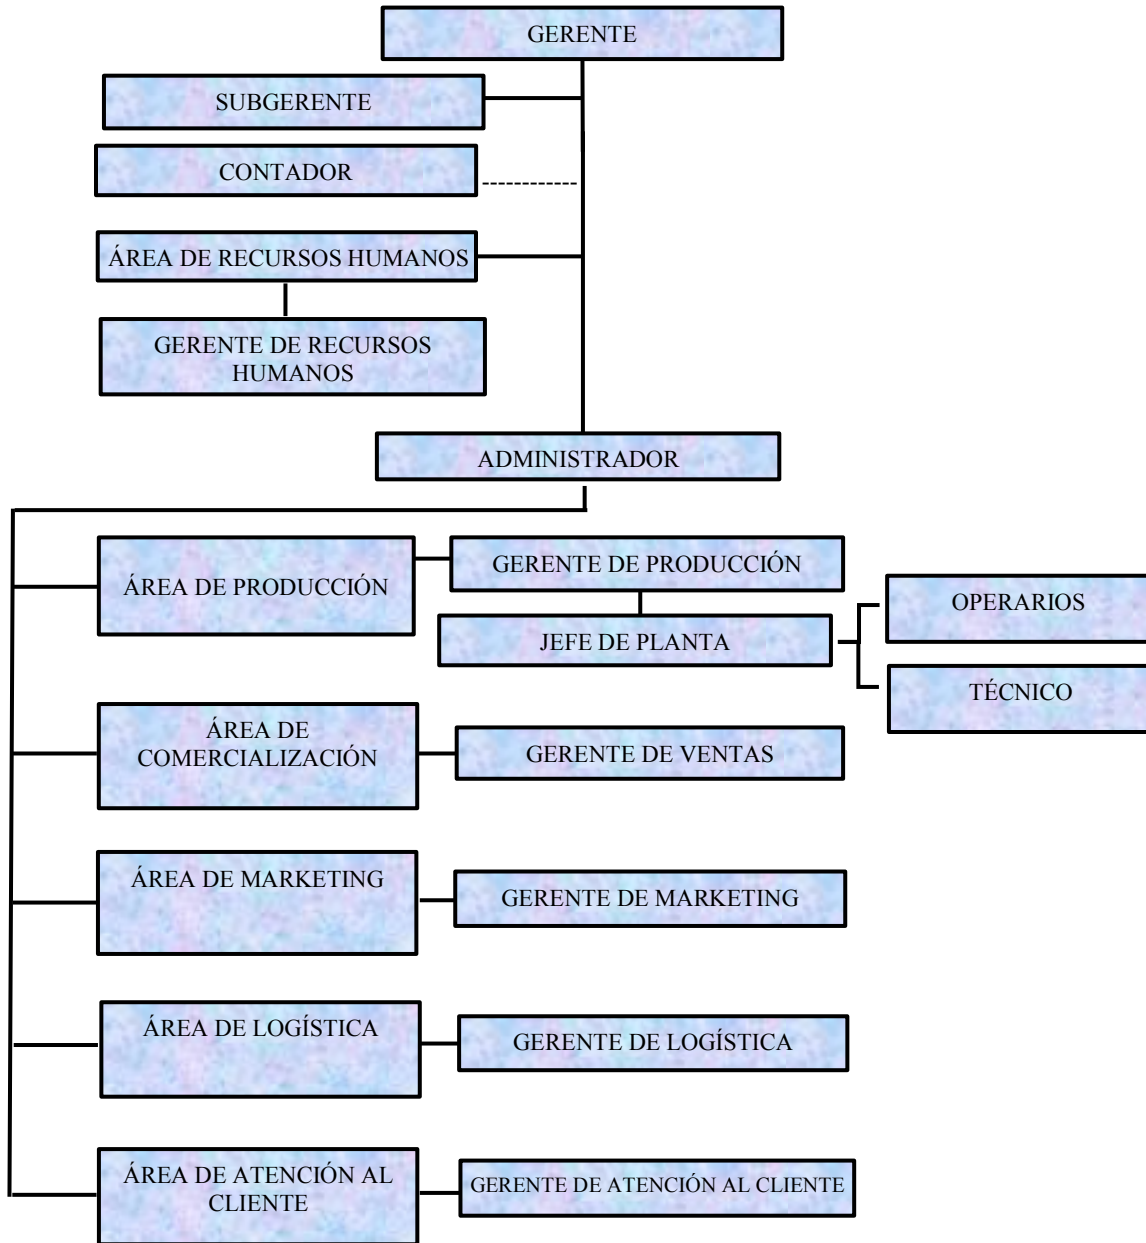 GERENTE
SUBGERENTE
CONTADOR
ÁREA DE RECURSOS HUMANOS
GERENTE DE RECURSOS
HUMANOS
ADMINISTRADOR
ÁREA DE PRODUCCIÓN
GERENTE DE PRODUCCIÓN
JEFE DE PLANTA
OPERARIOS
TÉCNICO
ÁREA DE
COMERCIALIZACIÓN
GERENTE DE VENTAS
ÁREA DE MARKETING
GERENTE DE MARKETING
ÁREA DE LOGÍSTICA
GERENTE DE LOGÍSTICA
ÁREA DE ATENCIÓN AL
CLIENTE
GERENTE DE ATENCIÓN AL CLIENTE